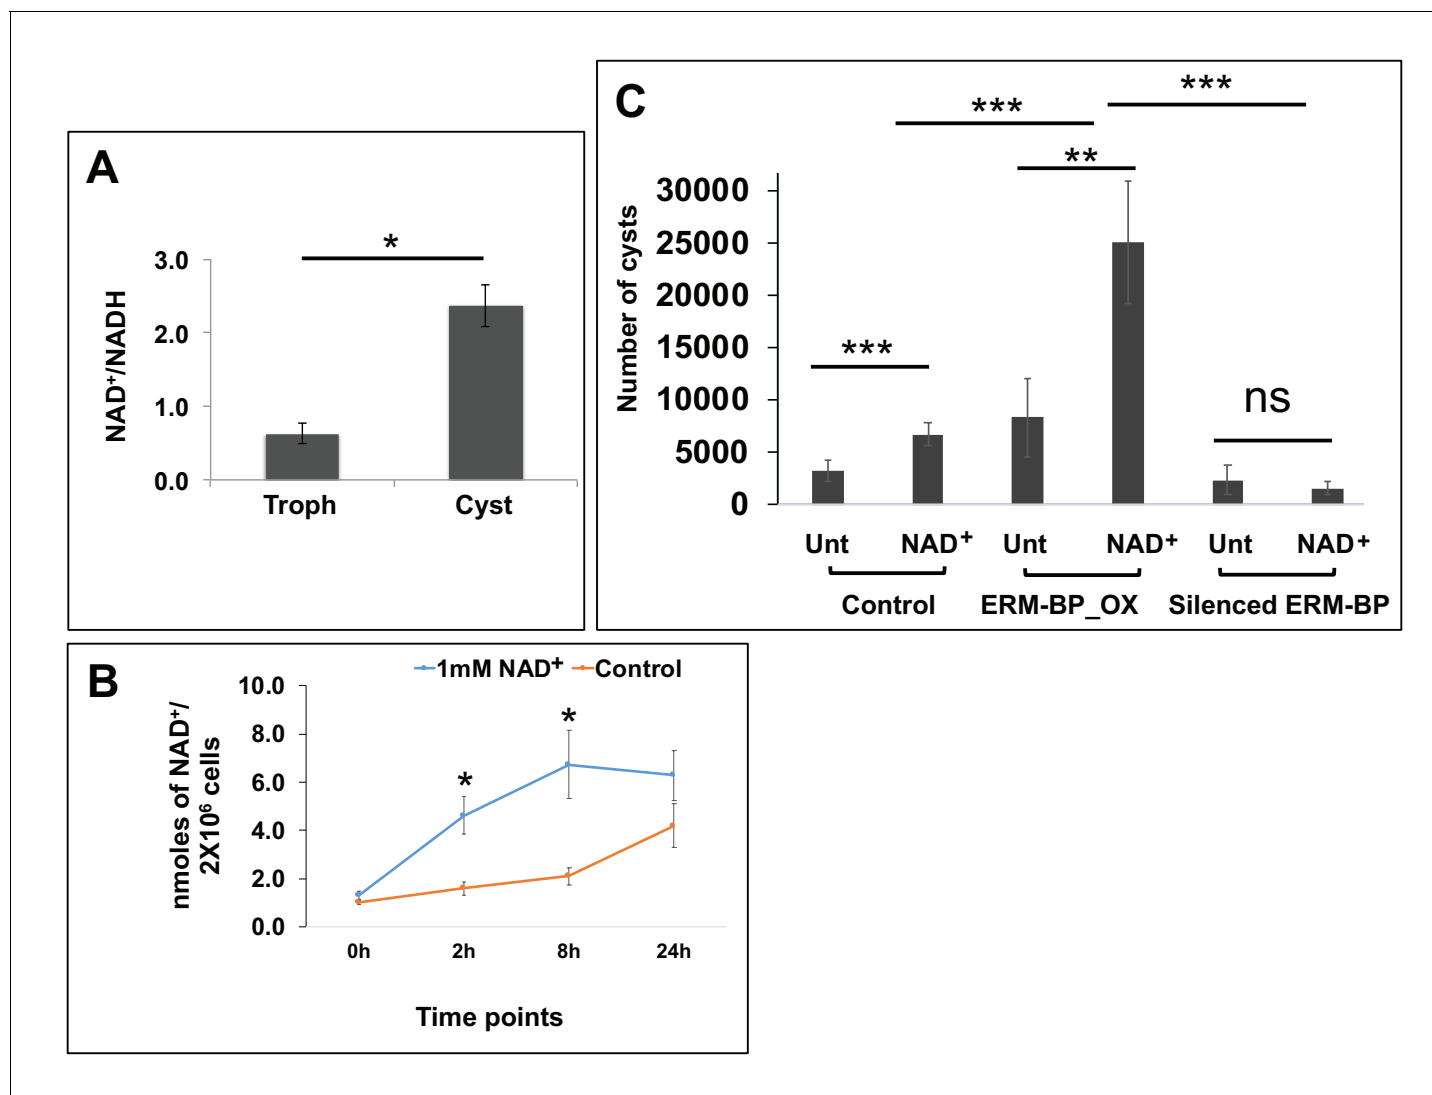 A
*
3.0
2.0
1.0
0.0
NAD⁺/NADH
Troph Cyst
C
***
***
**
30000
25000
20000
15000
10000
5000
0
Number of cysts
***
ns
Unt NAD⁺ Unt NAD⁺ Unt NAD⁺
Control ERM-BP_OX Silenced ERM-BP
B
1mM NAD⁺ Control
10.0
8.0
6.0
4.0
2.0
0.0
nmoles of NAD⁺/
2X10⁶ cells
*
*
0h 2h 8h 24h
Time points